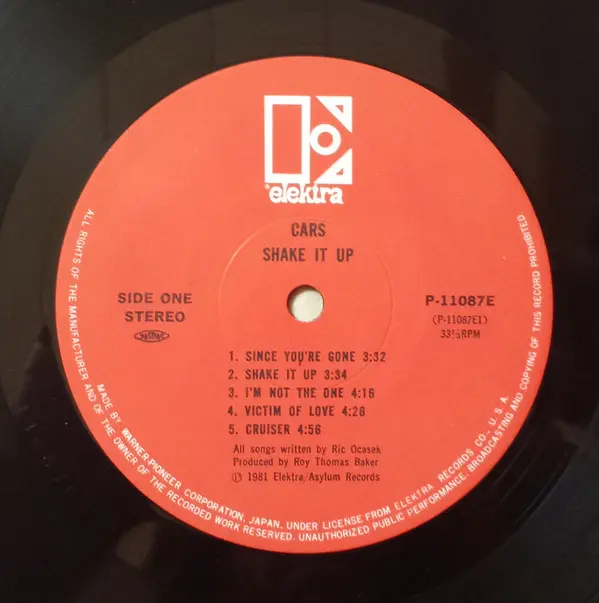 elektra
CARS
SHAKE IT UP
SIDE ONE
STEREO
P-11087E
(P-11087E1)
33⅓RPM
1. SINCE YOU'RE GONE 3:32
2. SHAKE IT UP 3:34
3. I'M NOT THE ONE 4:16
4. VICTIM OF LOVE 4:26
5. CRUISER 4:56
All songs written by Ric Ocasek
Produced by Roy Thomas Baker
Ⓟ 1981 Elektra/Asylum Records
ALL RIGHTS OF THE MANUFACTURER AND OF THE OWNER OF THE RECORDED WORK RESERVED. UNAUTHORIZED PUBLIC PERFORMANCE, BROADCASTING AND COPYING OF THIS RECORD PROHIBITED.
MADE BY WARNER-PIONEER CORPORATION, JAPAN. UNDER LICENSE FROM ELEKTRA RECORDS CO., U.S.A.